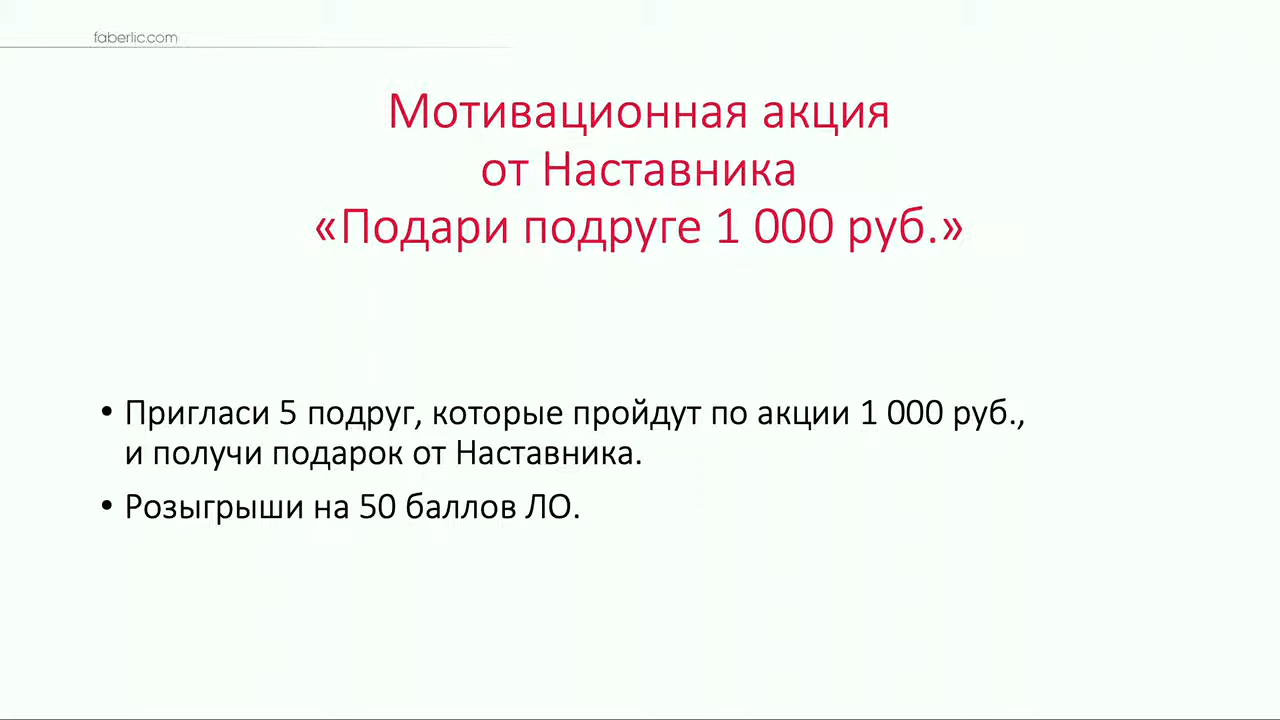 faberlic.com
Мотивационная акция
от Наставника
«Подари подруге 1 000 руб.»
• Пригласи 5 подруг, которые пройдут по акции 1 000 руб.,
и получи подарок от Наставника.
• Розыгрыши на 50 баллов ЛО.